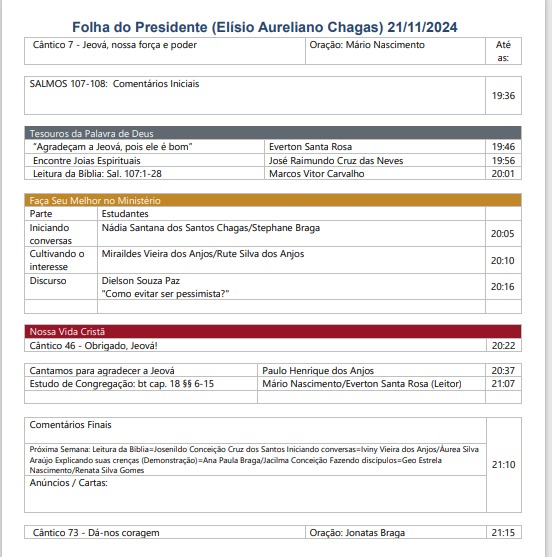 Folha do Presidente (Elísio Aureliano Chagas) 21/11/2024
Cântico 7 - Jeová, nossa força e poder Oração: Mário Nascimento Até as:
SALMOS 107-108: Comentários Iniciais 19:36
Tesouros da Palavra de Deus
"Agradeçam a Jeová, pois ele é bom" Everton Santa Rosa 19:46
Encontre Joias Espirituais José Raimundo Cruz das Neves 19:56
Leitura da Bíblia: Sal. 107:1-28 Marcos Vitor Carvalho 20:01
Faça Seu Melhor no Ministério
Parte Estudantes
Iniciando conversas Nádia Santana dos Santos Chagas/Stephane Braga 20:05
Cultivando o interesse Miraildes Vieira dos Anjos/Rute Silva dos Anjos 20:10
Discurso Dielson Souza Paz 20:16
"Como evitar ser pessimista?"
Nossa Vida Cristã
Cântico 46 - Obrigado, Jeová! 20:22
Cantamos para agradecer a Jeová Paulo Henrique dos Anjos 20:37
Estudo de Congregação: bt cap. 18 §§ 6-15 Mário Nascimento/Everton Santa Rosa (Leitor) 21:07
Comentários Finais
Próxima Semana: Leitura da Bíblia=Josenildo Conceição Cruz dos Santos Iniciando conversas=Iviny Vieira dos Anjos/Áurea Silva
Araújo Explicando suas crenças (Demonstração)=Ana Paula Braga/Jacilma Conceição Fazendo discípulos=Geo Estrela
Nascimento/Renata Silva Gomes
21:10
Anúncios / Cartas:
Cântico 73 - Dá-nos coragem Oração: Jonatas Braga 21:15